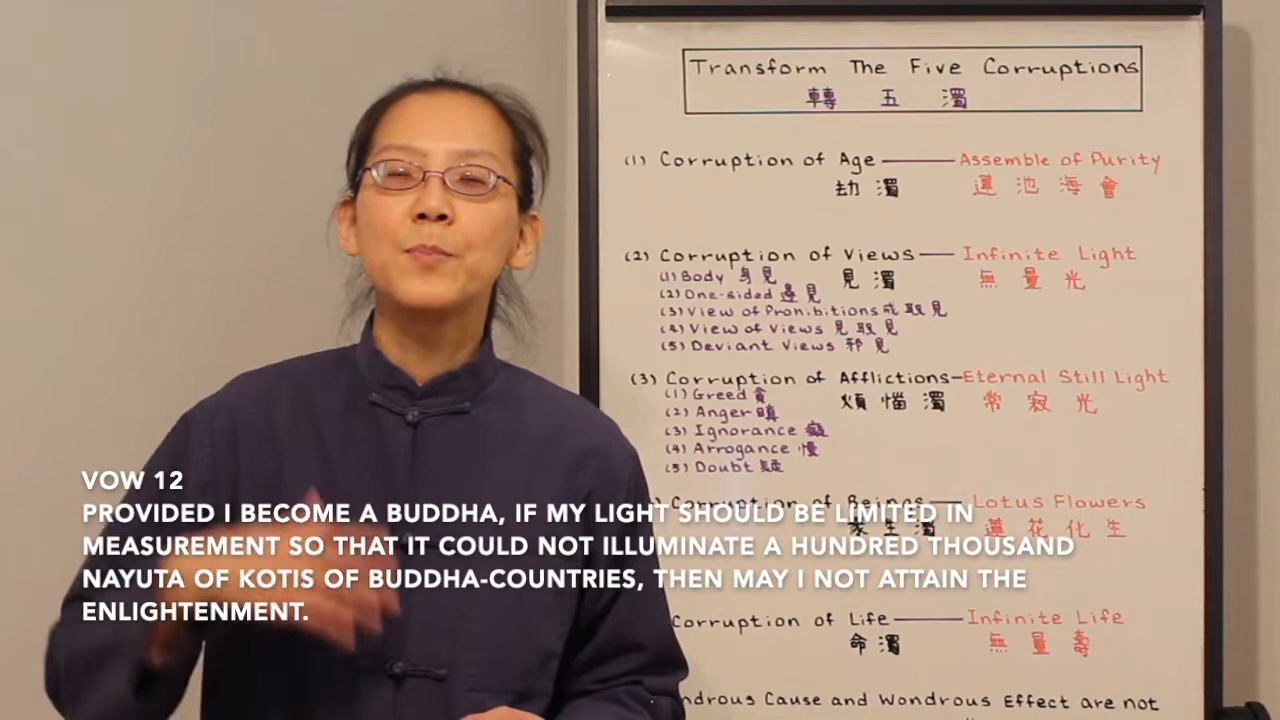 Transform The Five Corruptions
轉 五 濁
(1) Corruption of Age — Assemble of Purity
劫 濁 蓮 池 海 會
(2) Corruption of Views — Infinite Light
(1) Body 身見 見 濁 無 量 光
(2) One-sided 邊見
(3) View of Prohibitions 戒取見
(4) View of Views 見取見
(5) Deviant Views 邪見
(3) Corruption of Afflictions — Eternal Still Light
(1) Greed 貪 煩 惱 濁 常 寂 光
(2) Anger 瞋
(3) Ignorance 癡
(4) Arrogance 慢
(5) Doubt 疑
Corruption of Beings — Lotus Flowers
生 濁 蓮 花 化 生
Corruption of Life — Infinite Life
命 濁 無 量 壽
ndrous Cause and Wondrous Effect are not
VOW 12
PROVIDED I BECOME A BUDDHA, IF MY LIGHT SHOULD BE LIMITED IN
MEASUREMENT SO THAT IT COULD NOT ILLUMINATE A HUNDRED THOUSAND
NAYUTA OF KOTIS OF BUDDHA-COUNTRIES, THEN MAY I NOT ATTAIN THE
ENLIGHTENMENT.